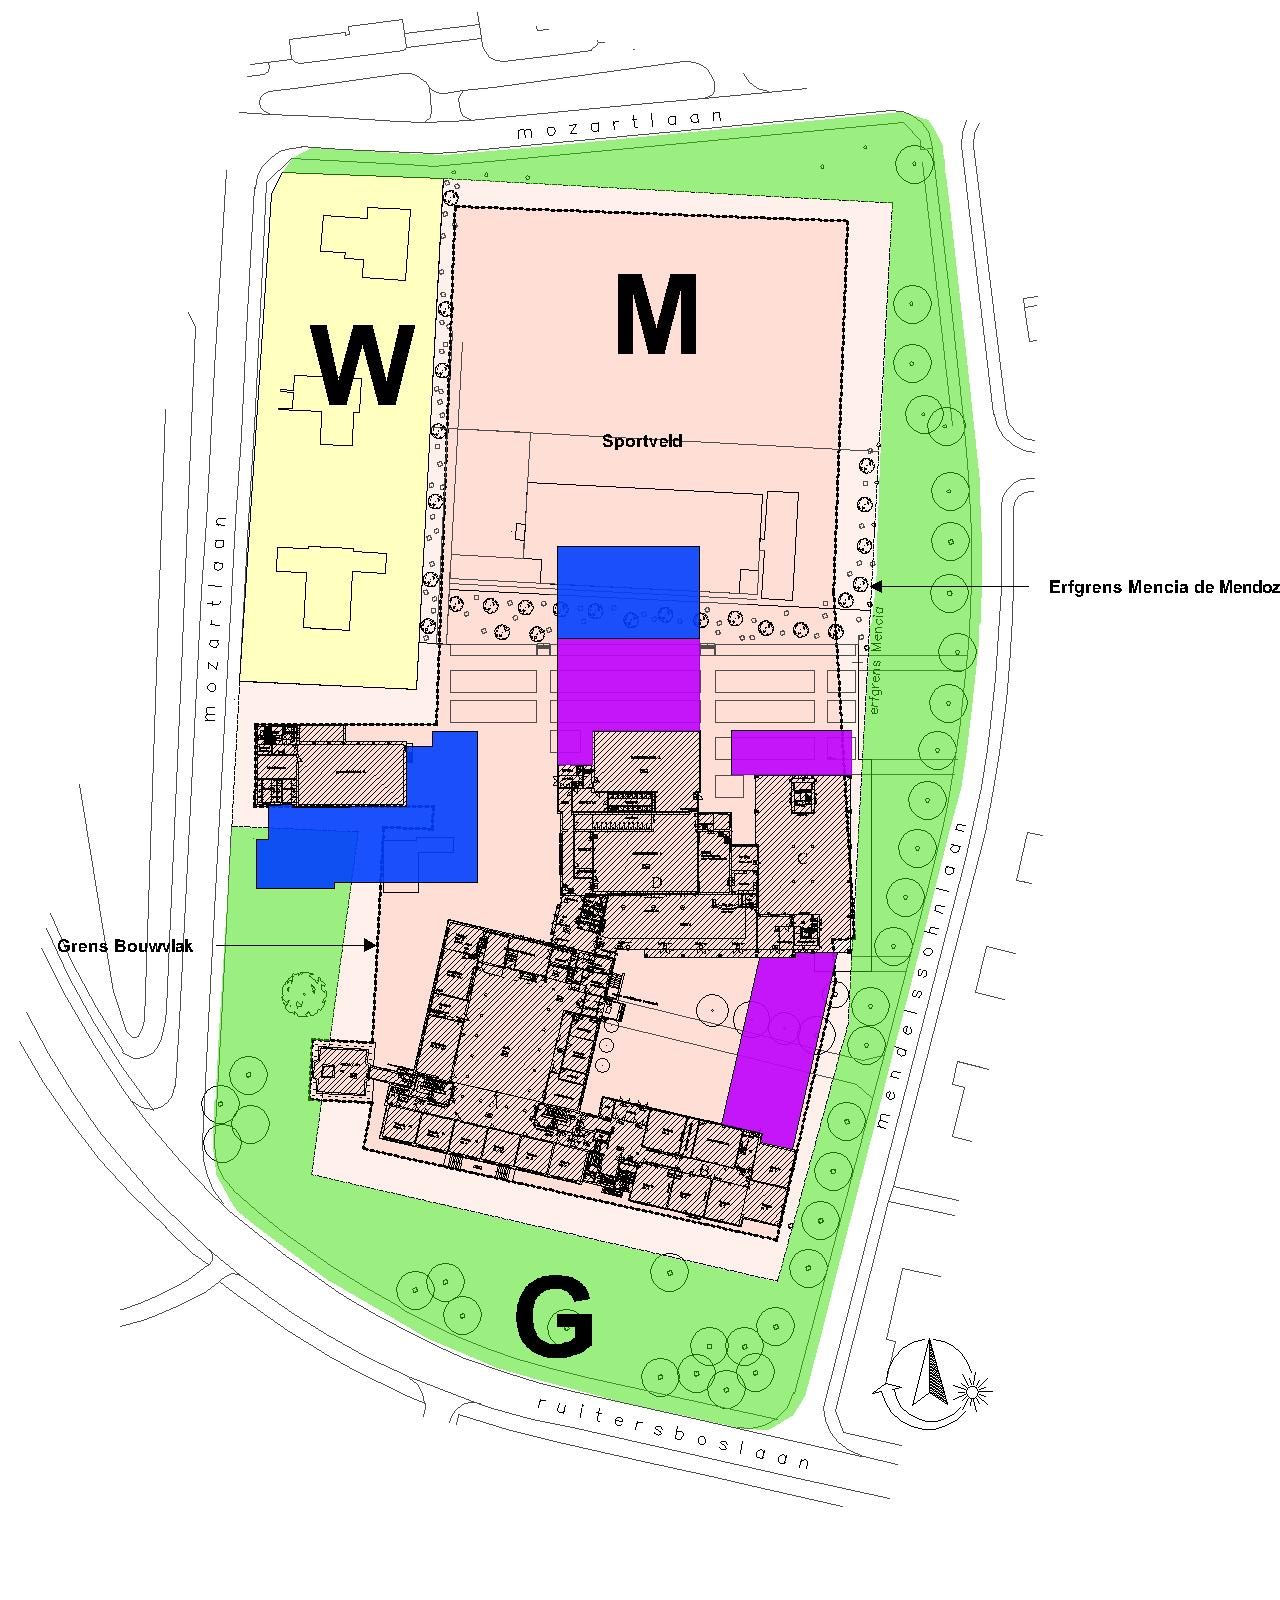 mozartlaan
M
W
Sportveld
mozartlaan
Erfgrens Mencia de Mendoz
erfgrens Mencia
C
D
Grens Bouwvlak
mendelssohnlaan
G
ruitersboslaan